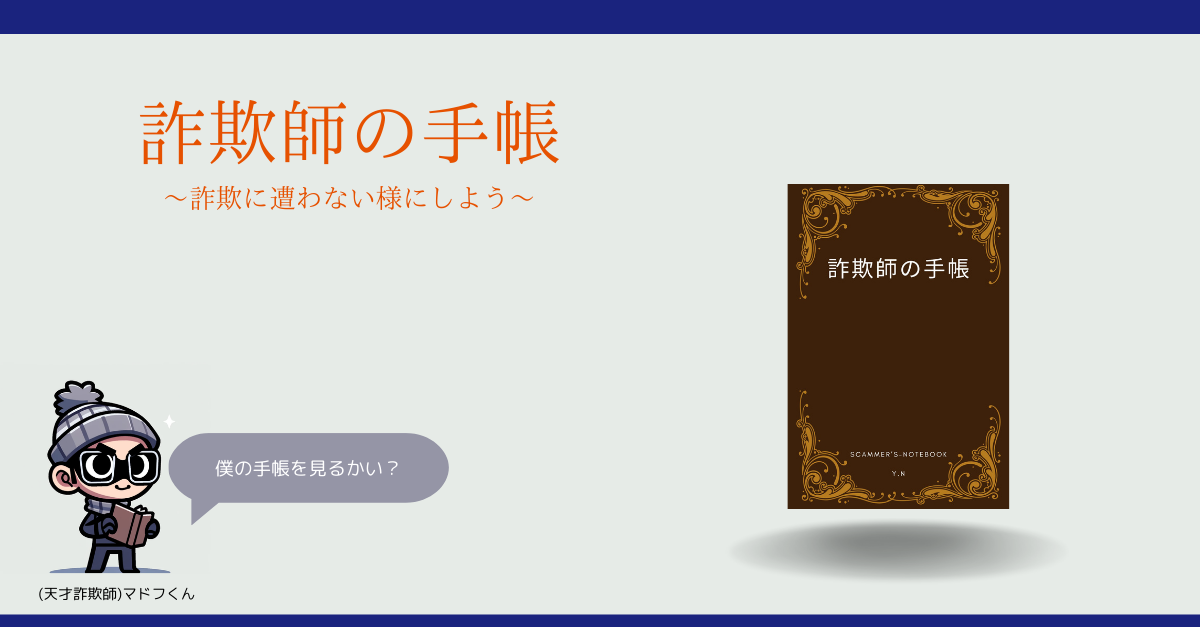 詐欺師の手帳
〜詐欺に遭わない様にしよう〜
詐欺師の手帳
SCAMMER'S-NOTEBOOK
Y.N
僕の手帳を見るかい？
(天才詐欺師)マドフくん